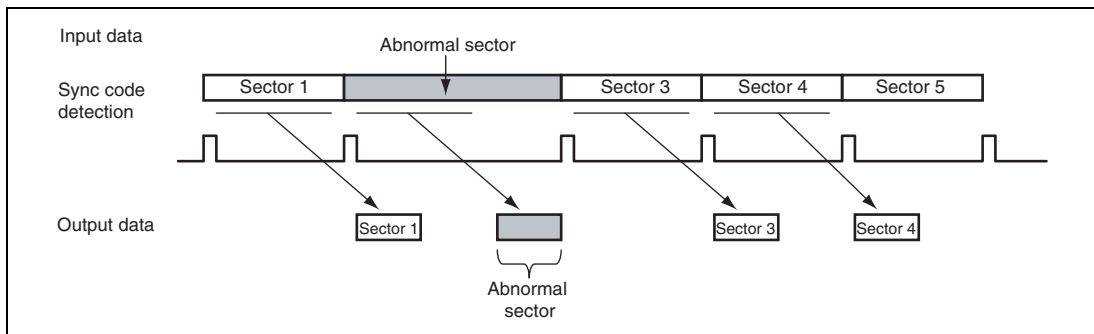 Input data
Abnormal sector
Sector 1
Sector 3
Sector 4
Sector 5
Sync code
detection
Output data
Sector 1
Sector 3
Sector 4
Abnormal
sector